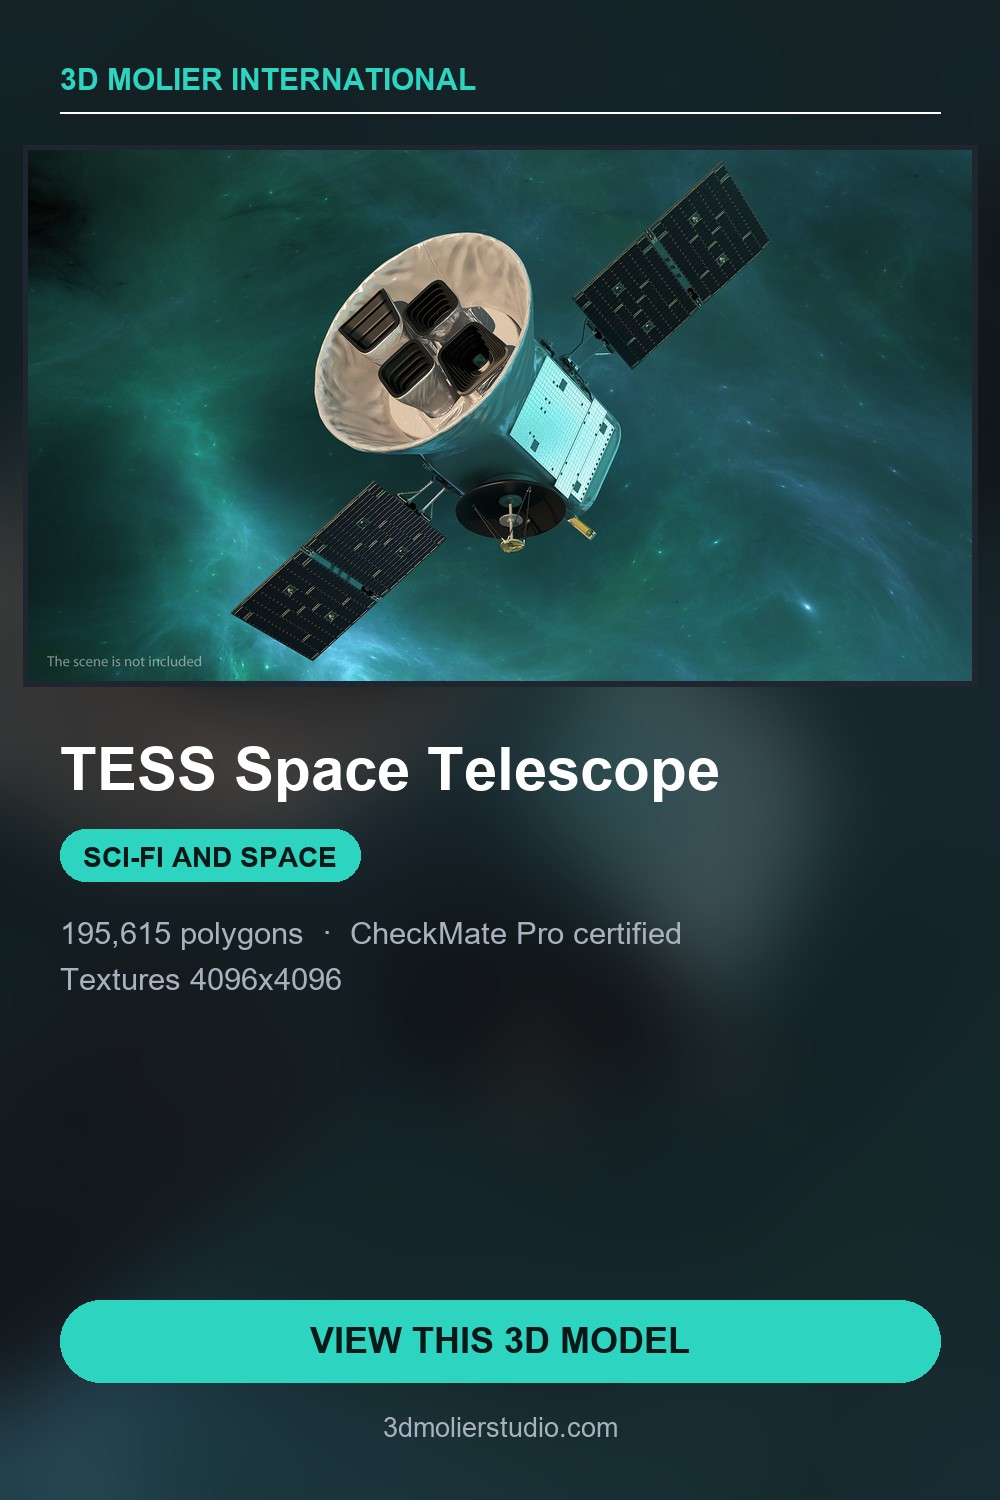 3D MOLIER INTERNATIONAL
The scene is not included
TESS Space Telescope
SCI-FI AND SPACE
195,615 polygons · CheckMate Pro certified
Textures 4096x4096
VIEW THIS 3D MODEL
3dmolierstudio.com